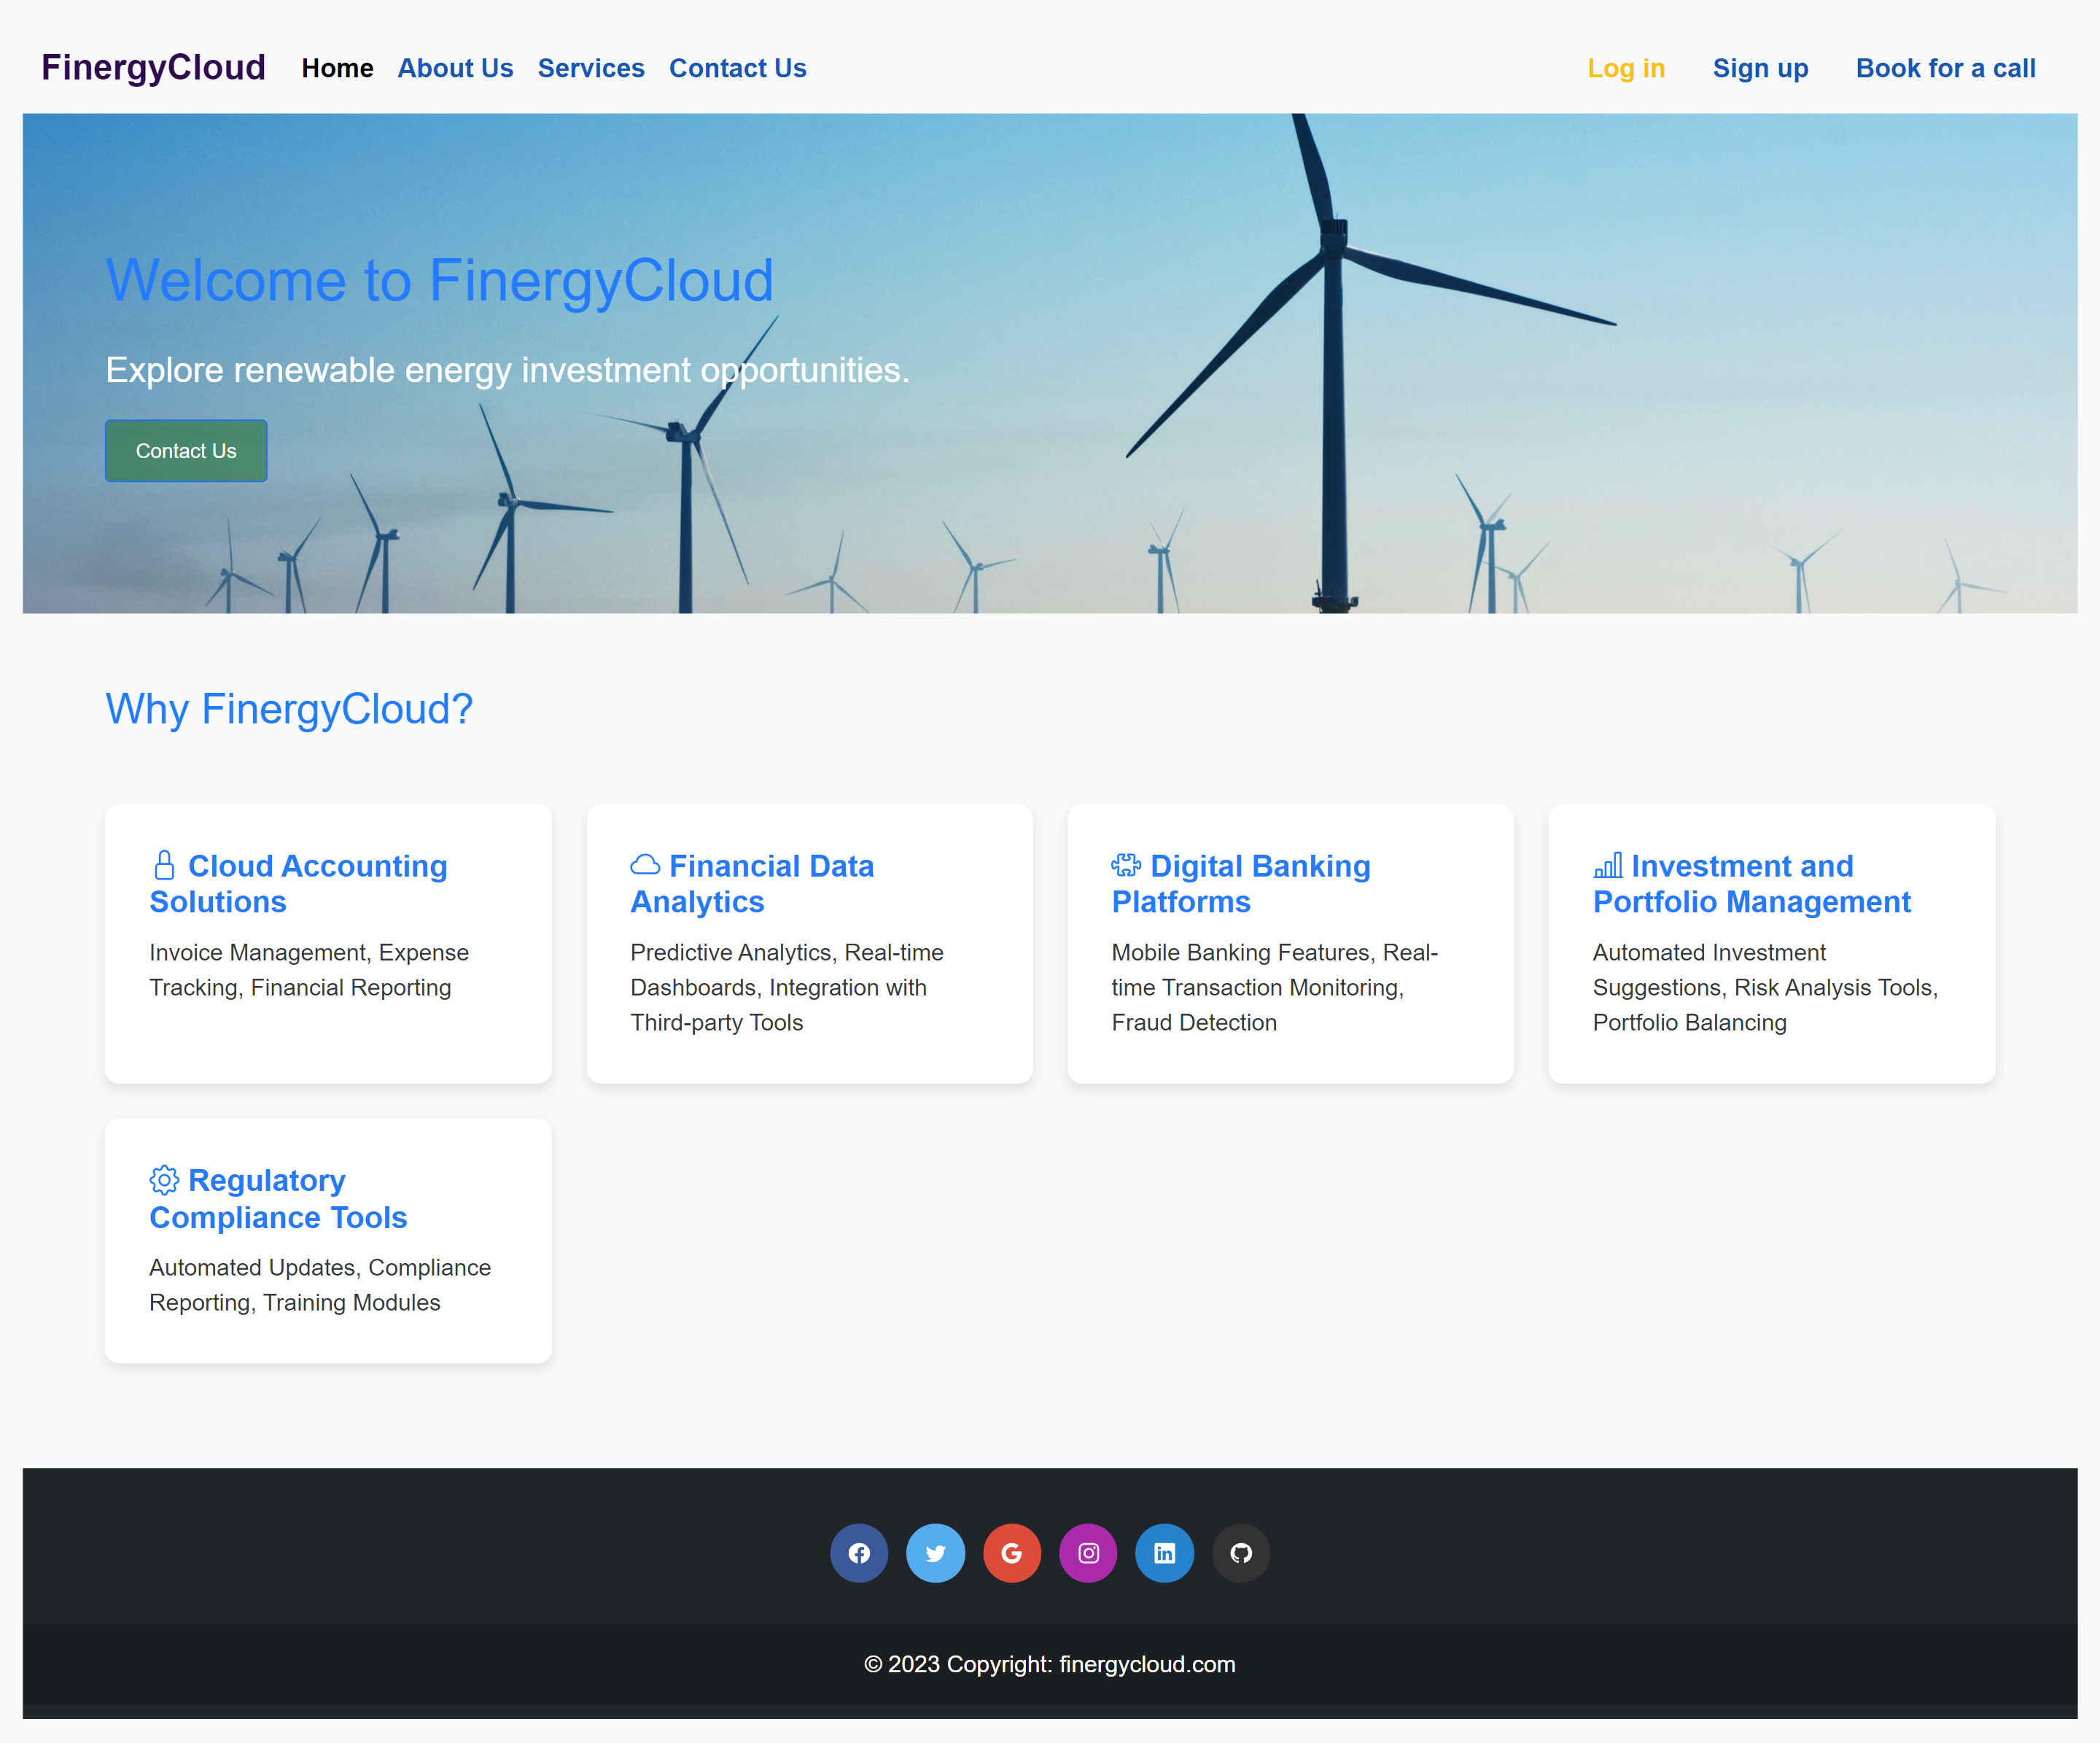 FinergyCloud Home About Us Services Contact Us Log in Sign up Book for a call
Welcome to FinergyCloud
Explore renewable energy investment opportunities.
Contact Us
Why FinergyCloud?
Cloud Accounting
Solutions
Invoice Management, Expense
Tracking, Financial Reporting
Financial Data
Analytics
Predictive Analytics, Real-time
Dashboards, Integration with
Third-party Tools
Digital Banking
Platforms
Mobile Banking Features, Real-
time Transaction Monitoring,
Fraud Detection
Investment and
Portfolio Management
Automated Investment
Suggestions, Risk Analysis Tools,
Portfolio Balancing
Regulatory
Compliance Tools
Automated Updates, Compliance
Reporting, Training Modules
© 2023 Copyright: finergycloud.com